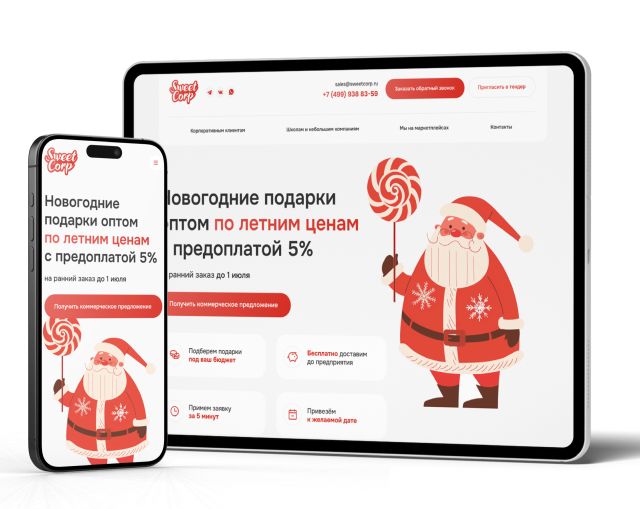 Sweet
Corp
sales@sweetcorp.ru
+7 (499) 938 83-59
Заказать обратный звонок
Пригласить в тендер
Корпоративным клиентам
Школам и небольшим компаниям
Мы на маркетплейсах
Контакты
Новогодние подарки
оптом по летним ценам
предоплатой 5%
ранний заказ до 1 июля
Получить коммерческое предложение
Подберем подарки
под ваш бюджет
Бесплатно доставим
до предприятия
Примем заявку
за 5 минут
Привезём
к желаемой дате
Sweet
Corp
Новогодние
подарки оптом
по летним ценам
с предоплатой 5%
на ранний заказ до 1 июля
Получить коммерческое предложение